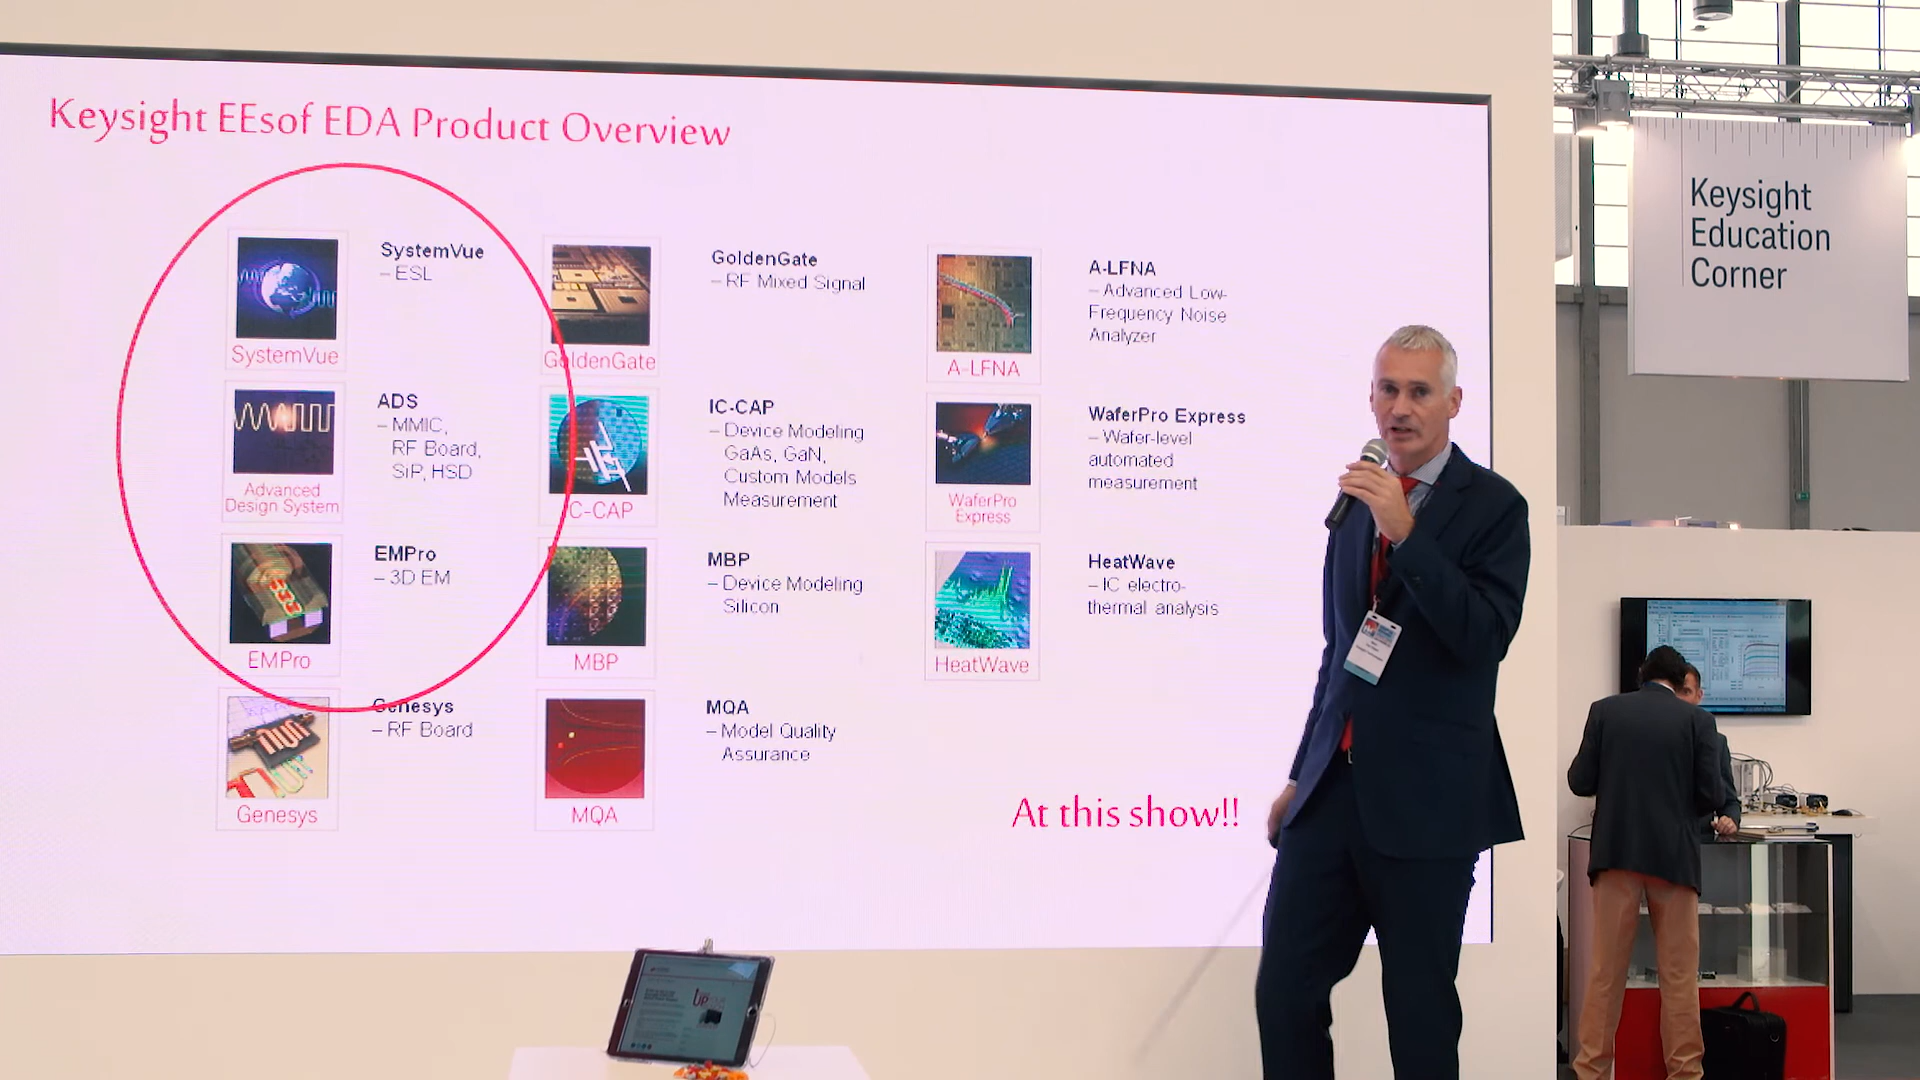 Keysight EEsof EDA Product Overview
SystemVue
SystemVue
– ESL
Advanced
Design System
ADS
– MMIC,
RF Board,
SiP, HSD
EMPro
EMPro
– 3D EM
Genesys
Genesys
– RF Board
GoldenGate
GoldenGate
– RF Mixed Signal
IC-CAP
IC-CAP
– Device Modeling
GaAs, GaN,
Custom Models
Measurement
MBP
MBP
– Device Modeling
Silicon
MQA
MQA
– Model Quality
Assurance
A-LFNA
A-LFNA
– Advanced Low-
Frequency Noise
Analyzer
WaferPro
Express
WaferPro Express
– Wafer-level
automated
measurement
HeatWave
HeatWave
– IC electro-
thermal analysis
At this show!!
Keysight
Education
Corner
UP